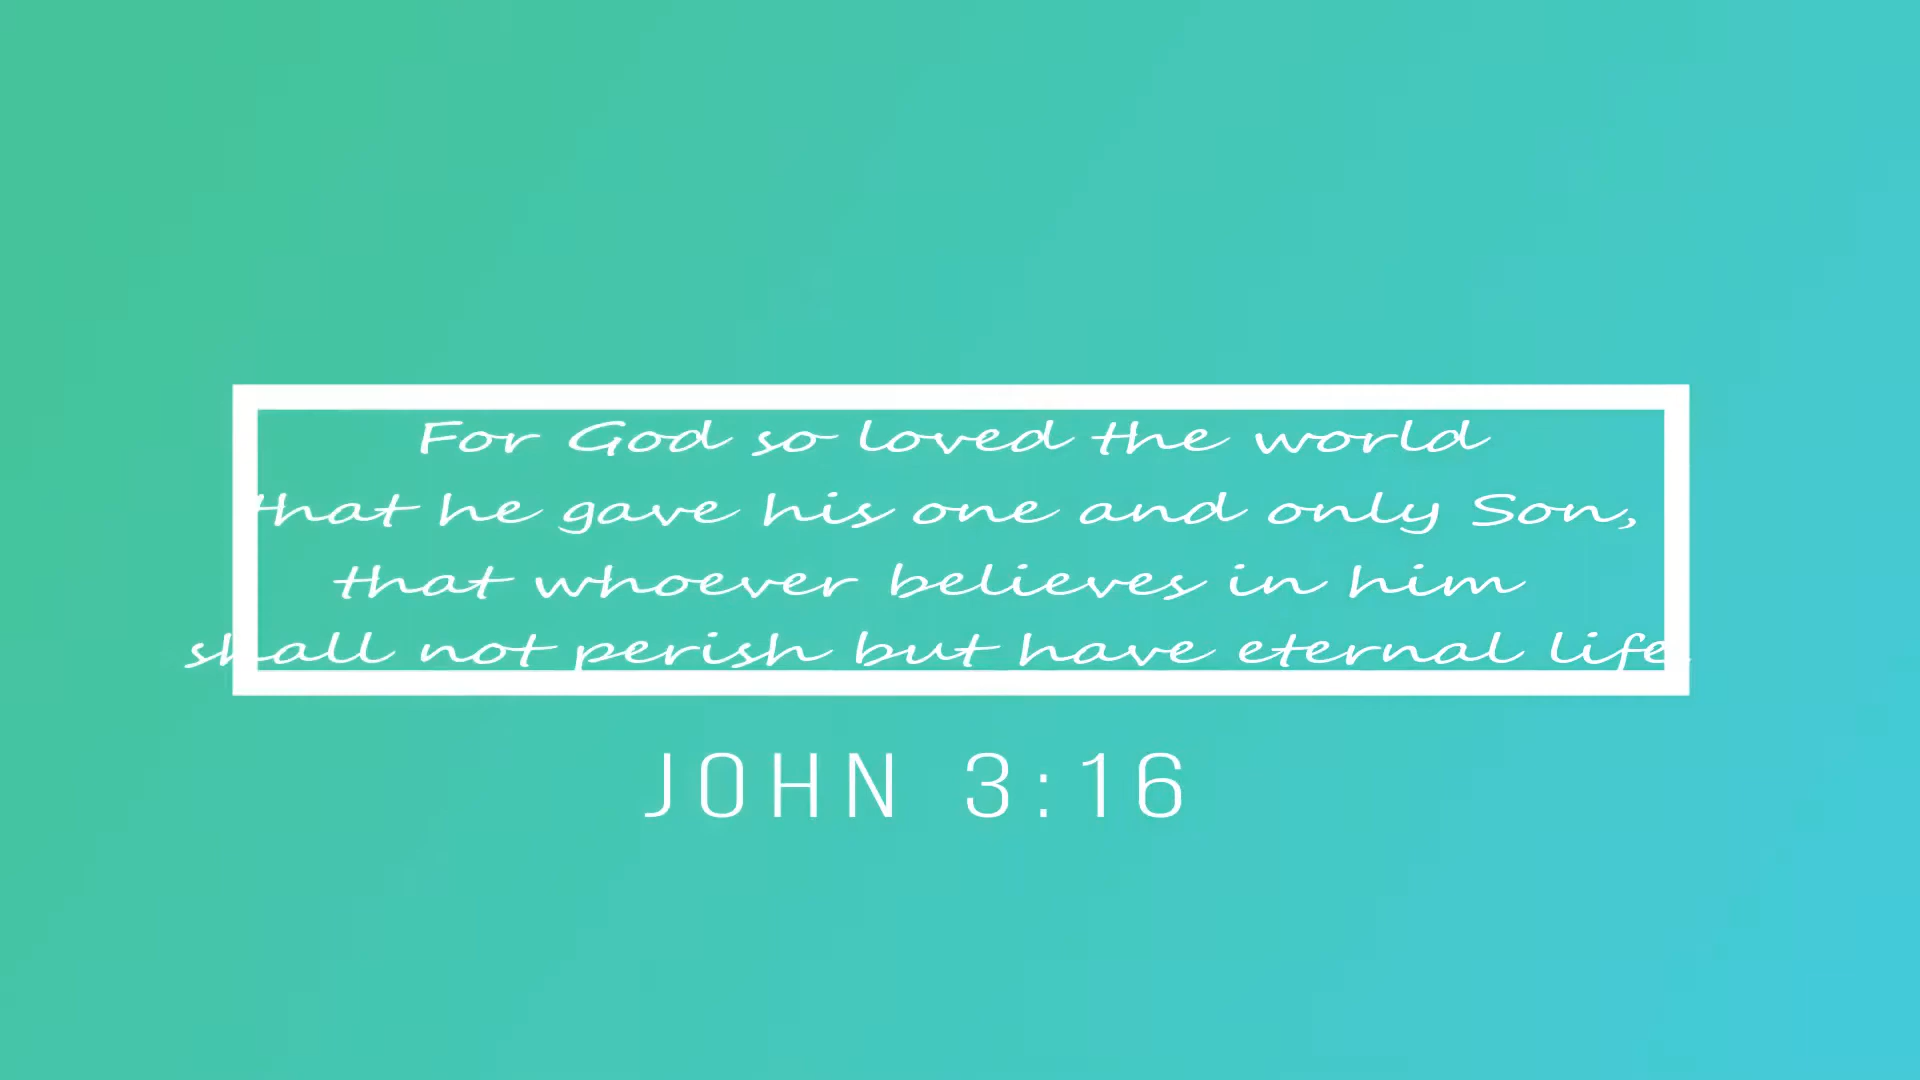 For God so loved the world
that he gave his one and only Son,
that whoever believes in him
shall not perish but have eternal life.
JOHN 3:16